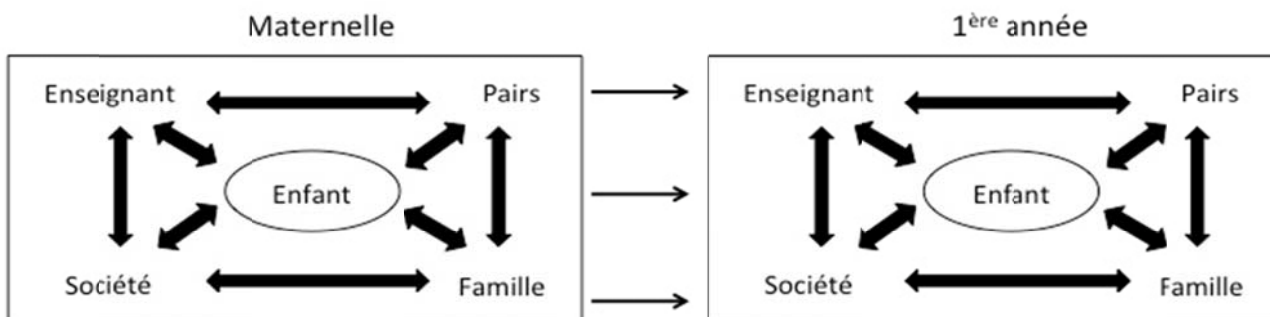 Maternelle
1ère année
Enseignant
Pairs
Enfant
Société
Famille
Enseignant
Pairs
Enfant
Société
Famille